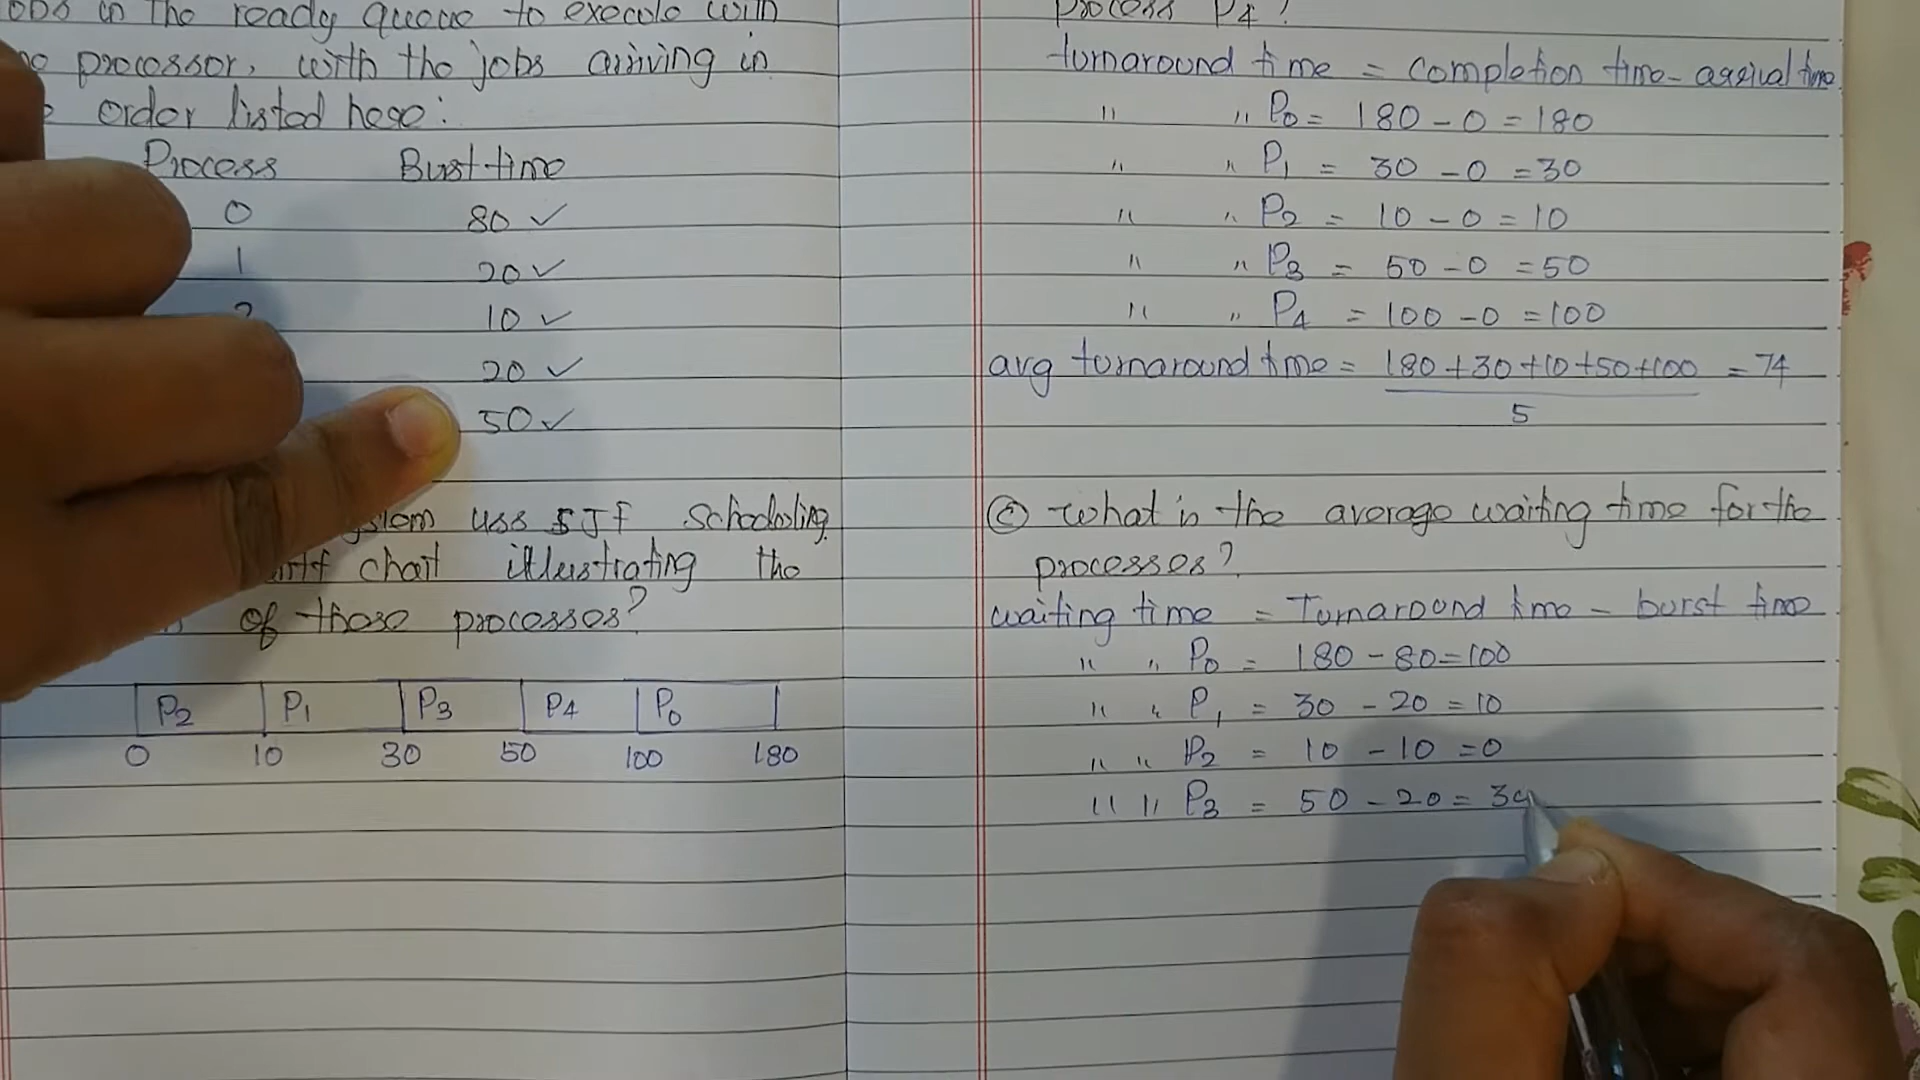 in the ready queue to execute with
processor, with the jobs arriving in
order listed here:
Process Burst time
0 80 ✓
1 20 ✓
2 10 ✓
20 ✓
50 ✓
uses SJF Scheduling
chart illustrating the
of these processes?
P2 P1 P3 P4 P0
0 10 30 50 100 180
process P4?
turnaround time = completion time - arrival time
" " P0 = 180 - 0 = 180
" " P1 = 30 - 0 = 30
" " P2 = 10 - 0 = 10
" " P3 = 50 - 0 = 50
" " P4 = 100 - 0 = 100
avg turnaround time = 180 + 30 + 10 + 50 + 100 = 74
5
(c) What is the average waiting time for the
processes?
waiting time = Turnaround time - burst time
" " P0 = 180 - 80 = 100
" " P1 = 30 - 20 = 10
" " P2 = 10 - 10 = 0
" " P3 = 50 - 20 = 30